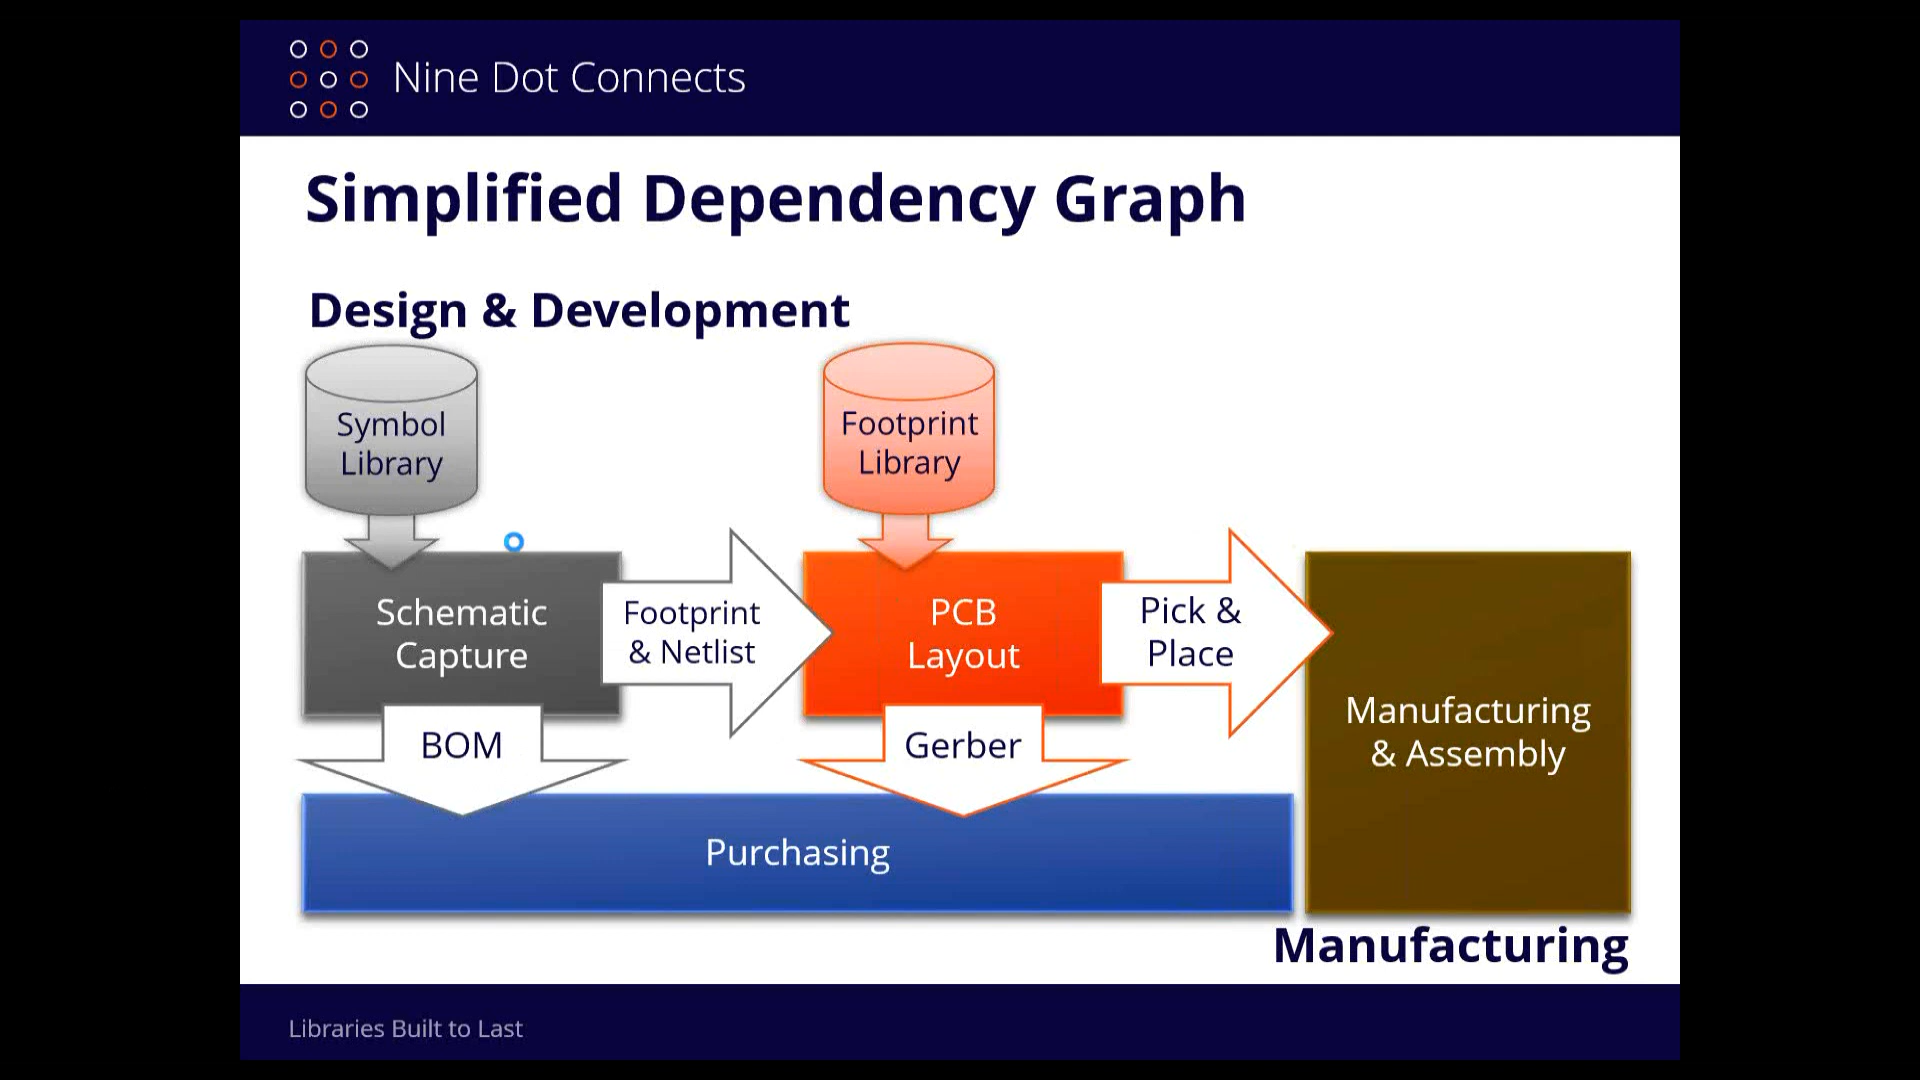 Nine Dot Connects
Simplified Dependency Graph
Design & Development
Symbol
Library
Footprint
Library
Schematic
Capture
Footprint
& Netlist
PCB
Layout
Pick &
Place
Manufacturing
& Assembly
BOM
Gerber
Purchasing
Manufacturing
Libraries Built to Last